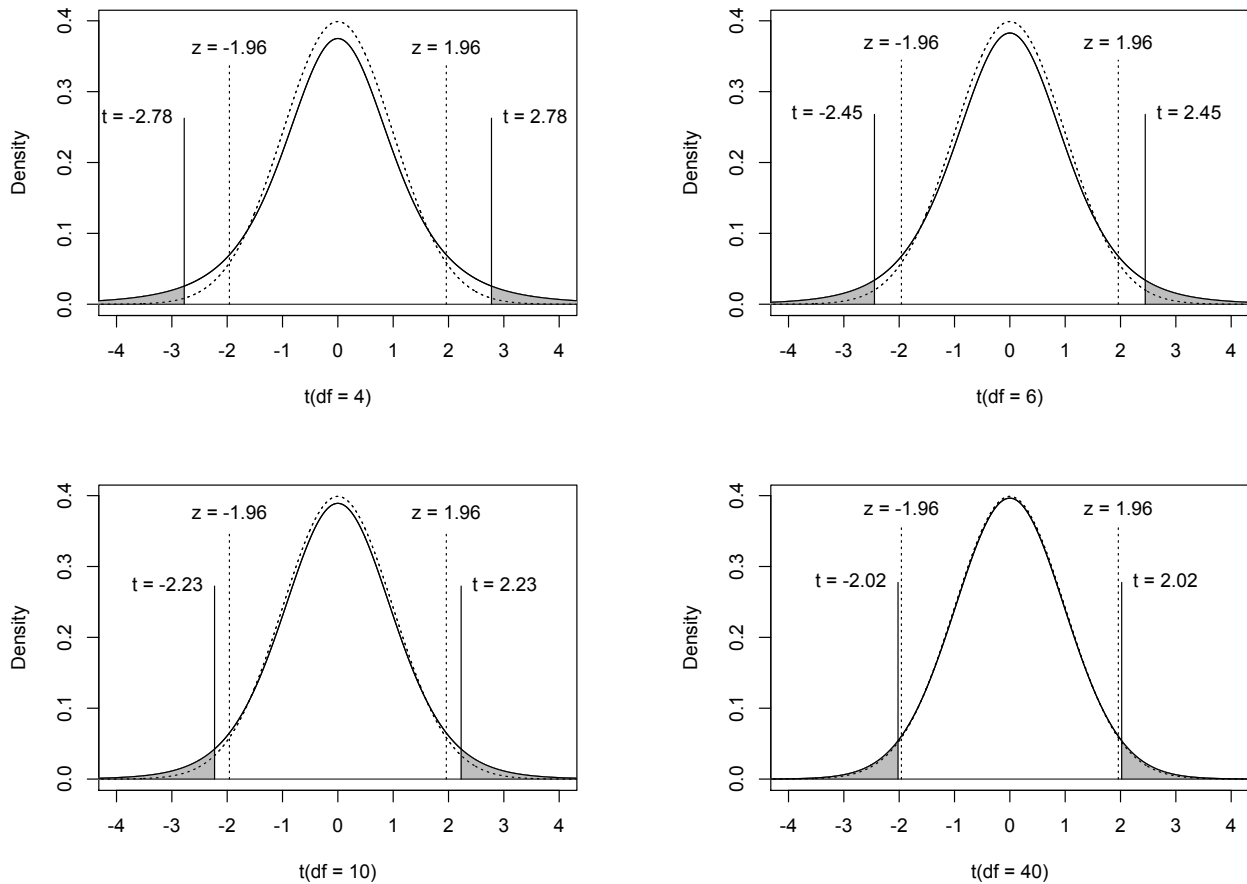 0.4
0.3
0.2
0.1
0.0
Density
z = -1.96
z = 1.96
t = -2.78
t = 2.78
-4 -3 -2 -1 0 1 2 3 4
t(df = 4)
0.4
0.3
0.2
0.1
0.0
Density
z = -1.96
z = 1.96
t = -2.45
t = 2.45
-4 -3 -2 -1 0 1 2 3 4
t(df = 6)
0.4
0.3
0.2
0.1
0.0
Density
z = -1.96
z = 1.96
t = -2.23
t = 2.23
-4 -3 -2 -1 0 1 2 3 4
t(df = 10)
0.4
0.3
0.2
0.1
0.0
Density
z = -1.96
z = 1.96
t = -2.02
t = 2.02
-4 -3 -2 -1 0 1 2 3 4
t(df = 40)